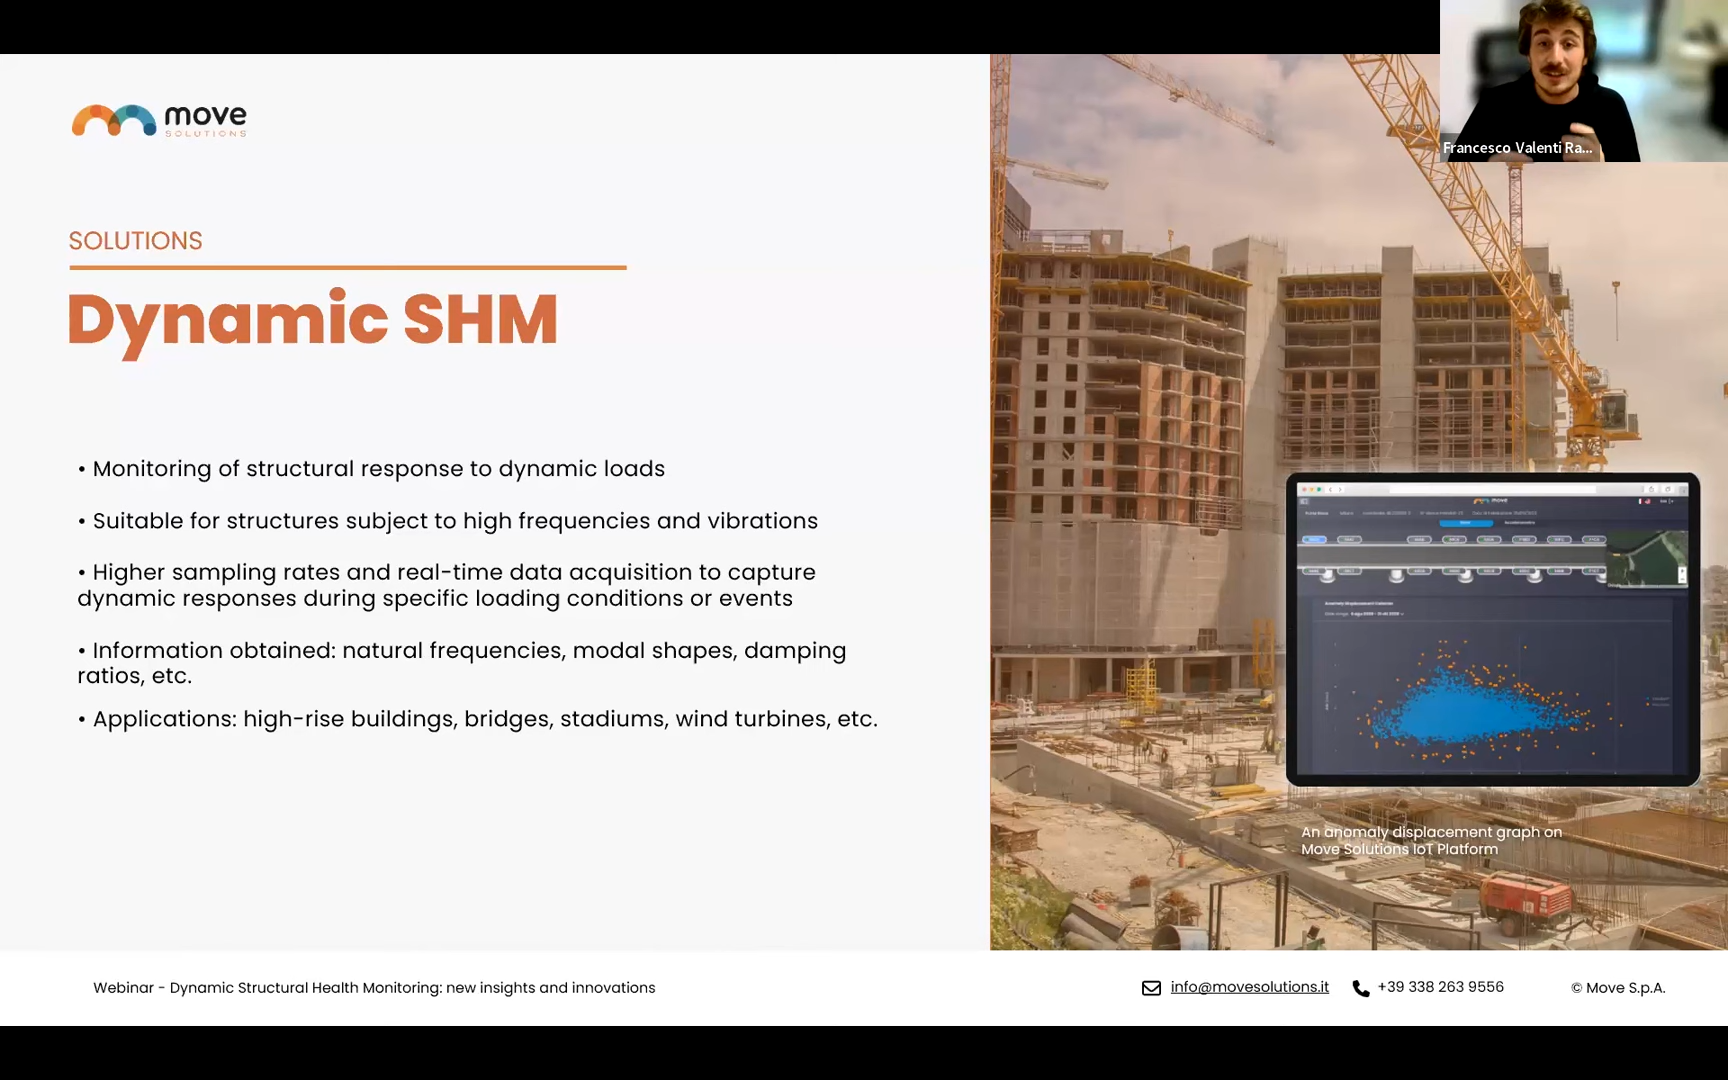 Francesco Valenti Ra...
move
SOLUTIONS
SOLUTIONS
Dynamic SHM
• Monitoring of structural response to dynamic loads
• Suitable for structures subject to high frequencies and vibrations
• Higher sampling rates and real-time data acquisition to capture
dynamic responses during specific loading conditions or events
• Information obtained: natural frequencies, modal shapes, damping
ratios, etc.
• Applications: high-rise buildings, bridges, stadiums, wind turbines, etc.
move
An anomaly displacement graph on
Move Solutions IoT Platform
Webinar - Dynamic Structural Health Monitoring: new insights and innovations
info@movesolutions.it
+39 338 263 9556
© Move S.p.A.